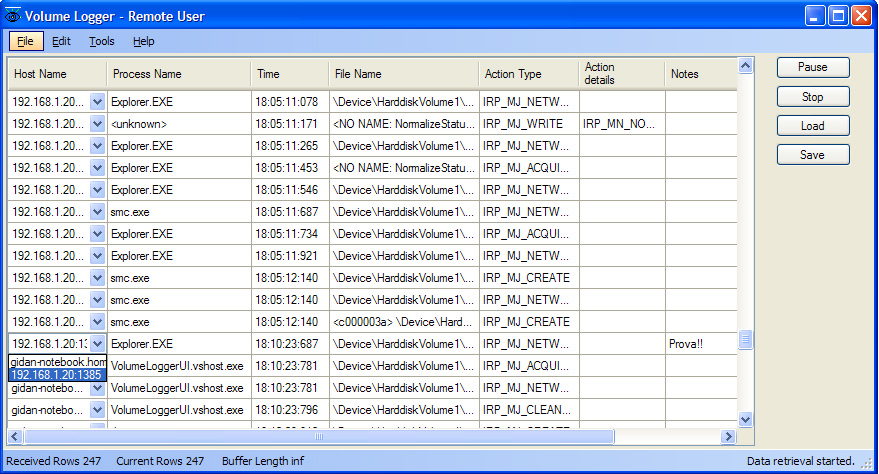 Volume Logger - Remote User
File Edit Tools Help
Host Name Process Name Time File Name Action Type Action details Notes
192.168.1.20... Explorer.EXE 18:05:11:078 \Device\HarddiskVolume1\... IRP_MJ_NETW...
192.168.1.20... <unknown> 18:05:11:171 <NO NAME: NormalizeStatu... IRP_MJ_WRITE IRP_MN_NO...
192.168.1.20... Explorer.EXE 18:05:11:265 \Device\HarddiskVolume1\... IRP_MJ_NETW...
192.168.1.20... Explorer.EXE 18:05:11:453 <NO NAME: NormalizeStatu... IRP_MJ_ACQUI...
192.168.1.20... Explorer.EXE 18:05:11:546 \Device\HarddiskVolume1\... IRP_MJ_NETW...
192.168.1.20... smc.exe 18:05:11:687 \Device\HarddiskVolume1\... IRP_MJ_NETW...
192.168.1.20... Explorer.EXE 18:05:11:734 \Device\HarddiskVolume1\... IRP_MJ_ACQUI...
192.168.1.20... Explorer.EXE 18:05:11:921 \Device\HarddiskVolume1\... IRP_MJ_NETW...
192.168.1.20... smc.exe 18:05:12:140 \Device\HarddiskVolume1\... IRP_MJ_CREATE
192.168.1.20... smc.exe 18:05:12:140 \Device\HarddiskVolume1\... IRP_MJ_NETW...
192.168.1.20... smc.exe 18:05:12:140 <c000003a> \Device\Hard... IRP_MJ_CREATE
192.168.1.20:13 Explorer.EXE 18:10:23:687 \Device\HarddiskVolume1\... IRP_MJ_NETW... Prova!!
gidan-notebook.hom
192.168.1.20:1385
VolumeLoggerUI.vshost.exe 18:10:23:781 \Device\HarddiskVolume1\... IRP_MJ_ACQUI...
gidan-notebo... VolumeLoggerUI.vshost.exe 18:10:23:781 \Device\HarddiskVolume1\... IRP_MJ_NETW...
gidan-notebo... VolumeLoggerUI.vshost.exe 18:10:23:796 \Device\HarddiskVolume1\... IRP_MJ_CLEAN...
Pause
Stop
Load
Save
Received Rows 247 Current Rows 247 Buffer Length inf Data retrieval started.